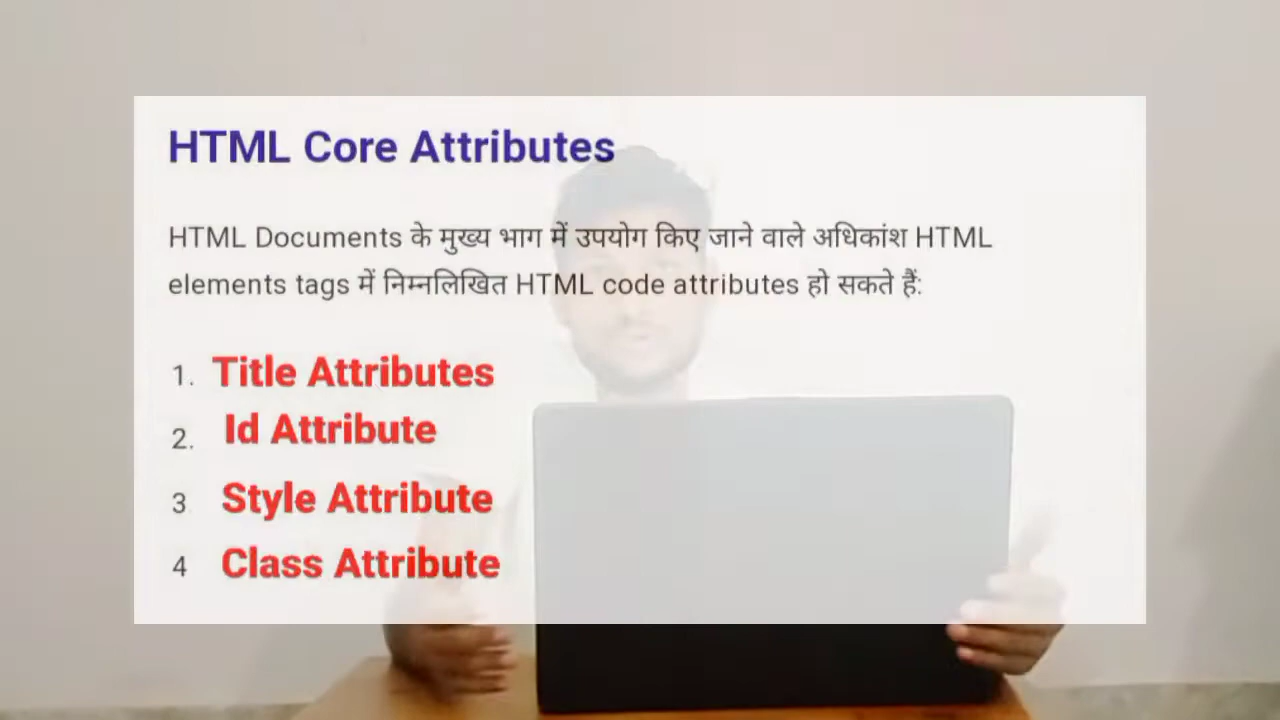 HTML Core Attributes
HTML Documents के मुख्य भाग में उपयोग किए जाने वाले अधिकांश HTML
elements tags में निम्नलिखित HTML code attributes हो सकते हैं:
1. Title Attributes
2. Id Attribute
3 Style Attribute
4 Class Attribute